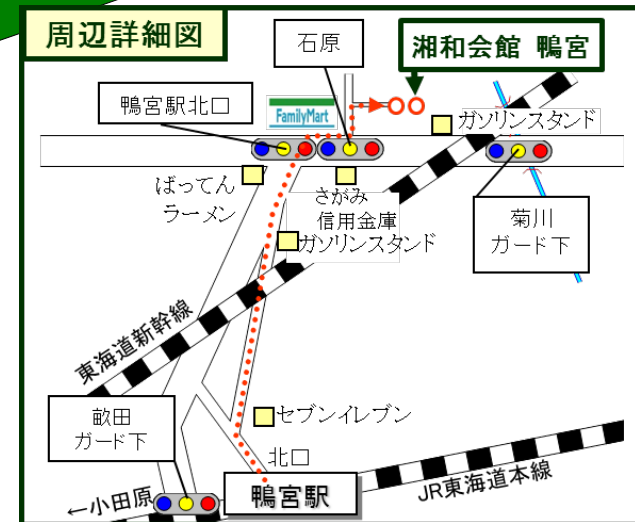 周辺詳細図
石原
湘和会館 鴨宮
鴨宮駅北口
FamilyMart
ガソリンスタンド
ばってん
ラーメン
さがみ
信用金庫
ガソリンスタンド
菊川
ガード下
東海道新幹線
畝田
ガード下
セブンイレブン
北口
鴨宮駅
JR東海道本線
←小田原